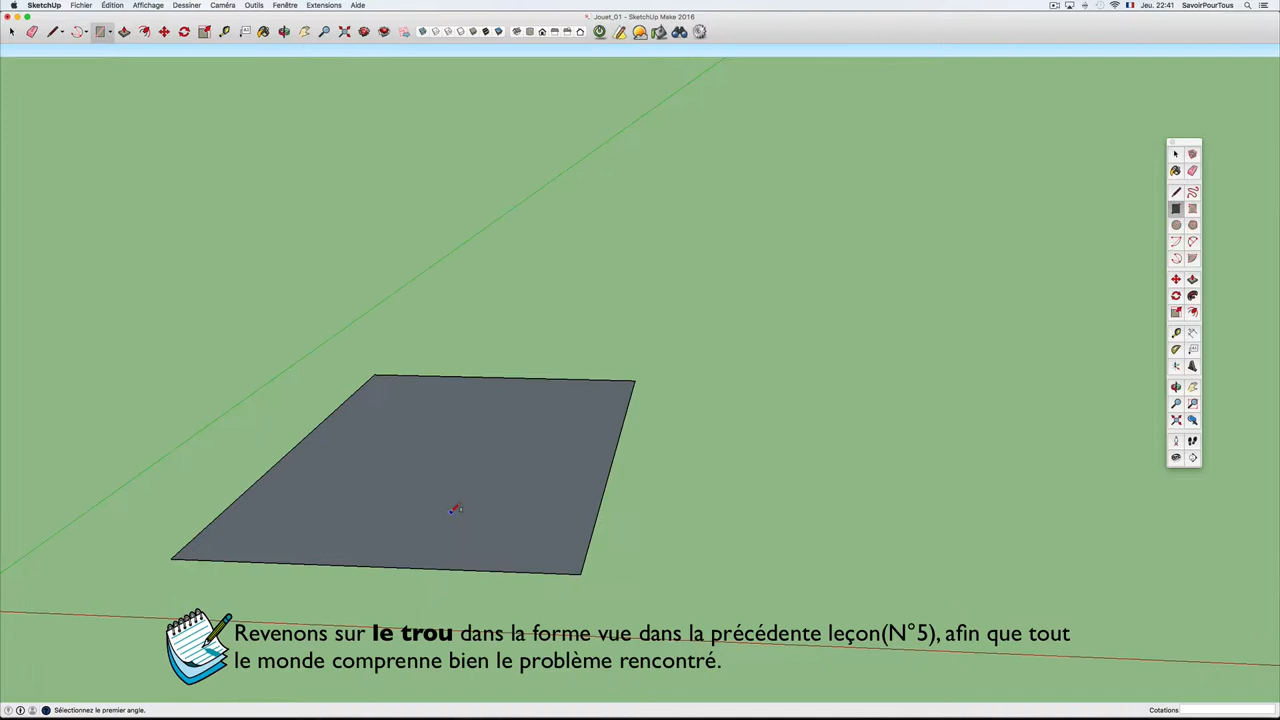 SketchUp Fichier Édition Affichage Dessiner Caméra Outils Fenêtre Extensions Aide Jeu. 22:41 SavoirPourTous
Jouet_01 - SketchUp Make 2016
Revenons sur le trou dans la forme vue dans la précédente leçon(N°5), afin que tout
le monde comprenne bien le problème rencontré.
Sélectionnez le premier angle. Cotations